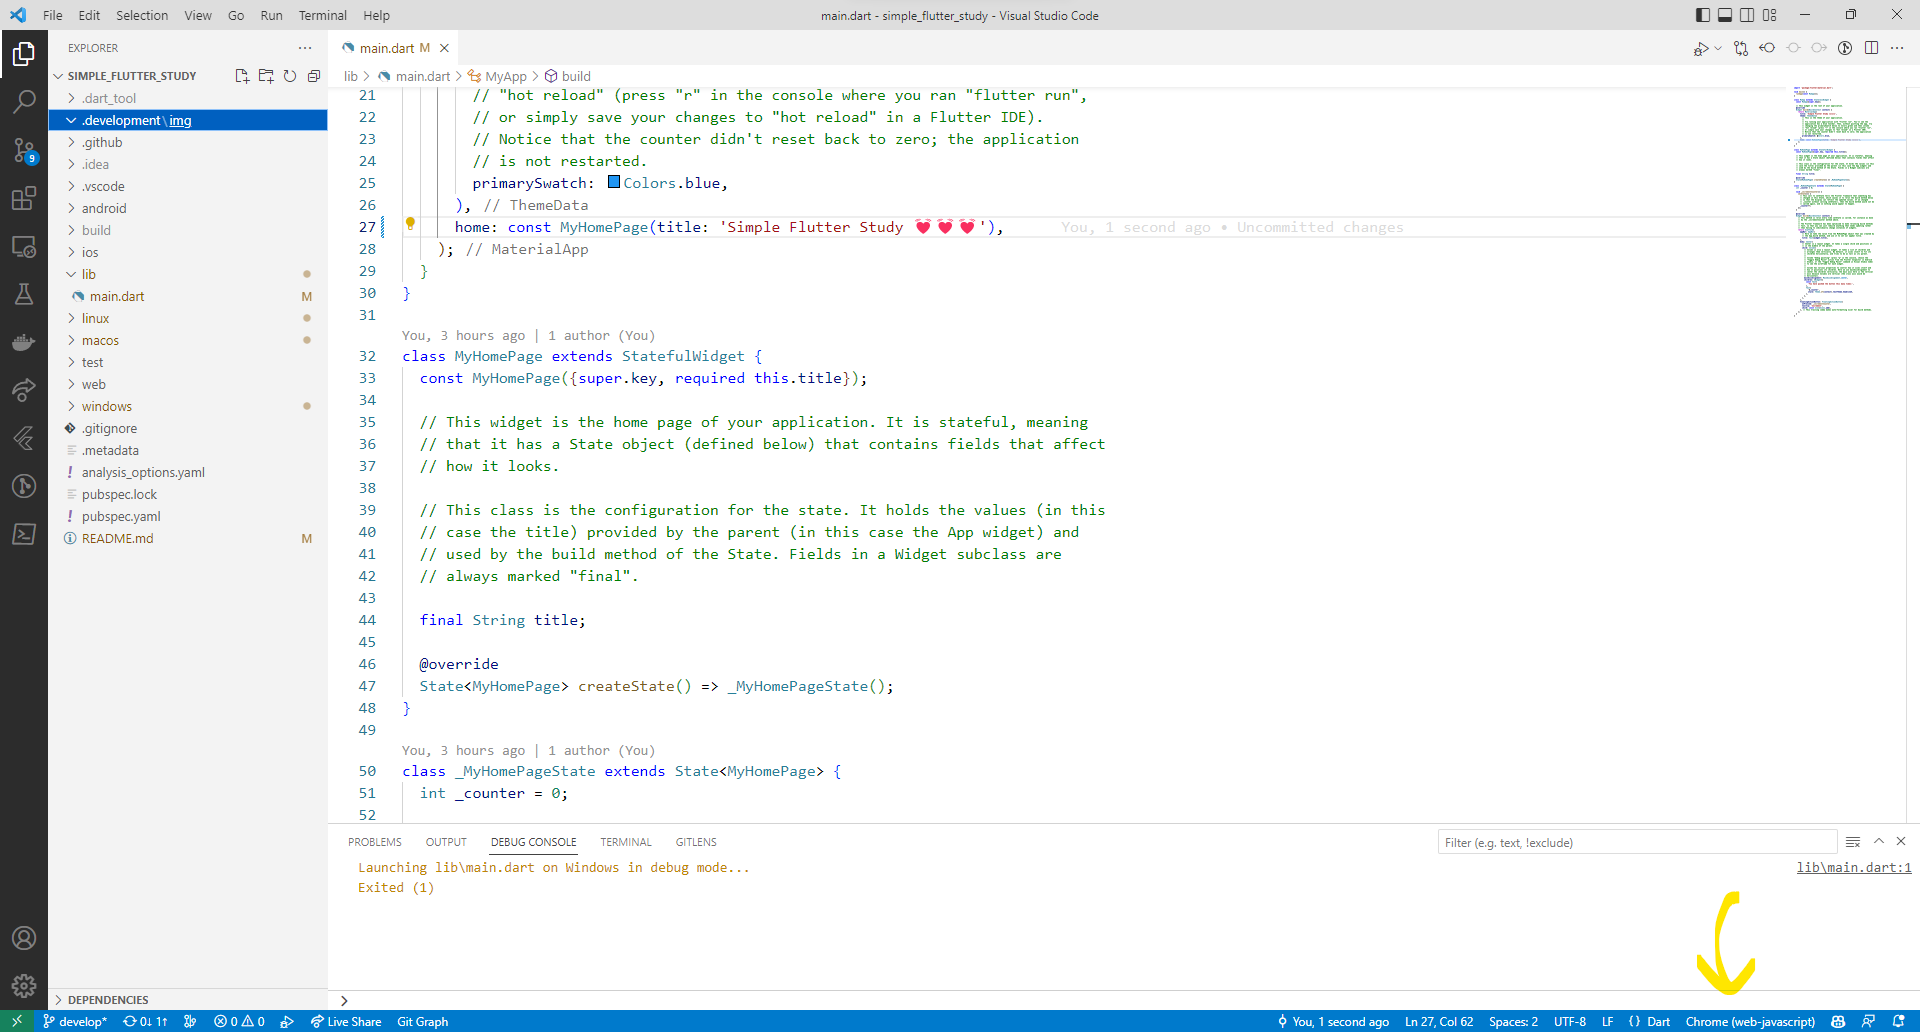 File Edit Selection View Go Run Terminal Help
main.dart - simple_flutter_study - Visual Studio Code
EXPLORER
SIMPLE_FLUTTER_STUDY
.dart_tool
.development\img
.github
.idea
.vscode
android
build
ios
lib
main.dart M
linux
macos
test
web
windows
.gitignore
.metadata
! analysis_options.yaml
pubspec.lock
! pubspec.yaml
README.md M
DEPENDENCIES
9
main.dart M
lib > main.dart > MyApp > build
21 // "hot reload" (press "r" in the console where you ran "flutter run",
22 // or simply save your changes to "hot reload" in a Flutter IDE).
23 // Notice that the counter didn't reset back to zero; the application
24 // is not restarted.
25 primarySwatch: Colors.blue,
26 ), // ThemeData
27 home: const MyHomePage(title: 'Simple Flutter Study 💓💓💓'), You, 1 second ago • Uncommitted changes
28 ); // MaterialApp
29 }
30 }
31
You, 3 hours ago | 1 author (You)
32 class MyHomePage extends StatefulWidget {
33 const MyHomePage({super.key, required this.title});
34
35 // This widget is the home page of your application. It is stateful, meaning
36 // that it has a State object (defined below) that contains fields that affect
37 // how it looks.
38
39 // This class is the configuration for the state. It holds the values (in this
40 // case the title) provided by the parent (in this case the App widget) and
41 // used by the build method of the State. Fields in a Widget subclass are
42 // always marked "final".
43
44 final String title;
45
46 @override
47 State<MyHomePage> createState() => _MyHomePageState();
48 }
49
You, 3 hours ago | 1 author (You)
50 class _MyHomePageState extends State<MyHomePage> {
51 int _counter = 0;
52
PROBLEMS OUTPUT DEBUG CONSOLE TERMINAL GITLENS
Filter (e.g. text, !exclude)
Launching lib\main.dart on Windows in debug mode... lib\main.dart:1
Exited (1)
develop* 0↓ 1↑ 0 0 Live Share Git Graph You, 1 second ago Ln 27, Col 62 Spaces: 2 UTF-8 LF {} Dart Chrome (web-javascript)